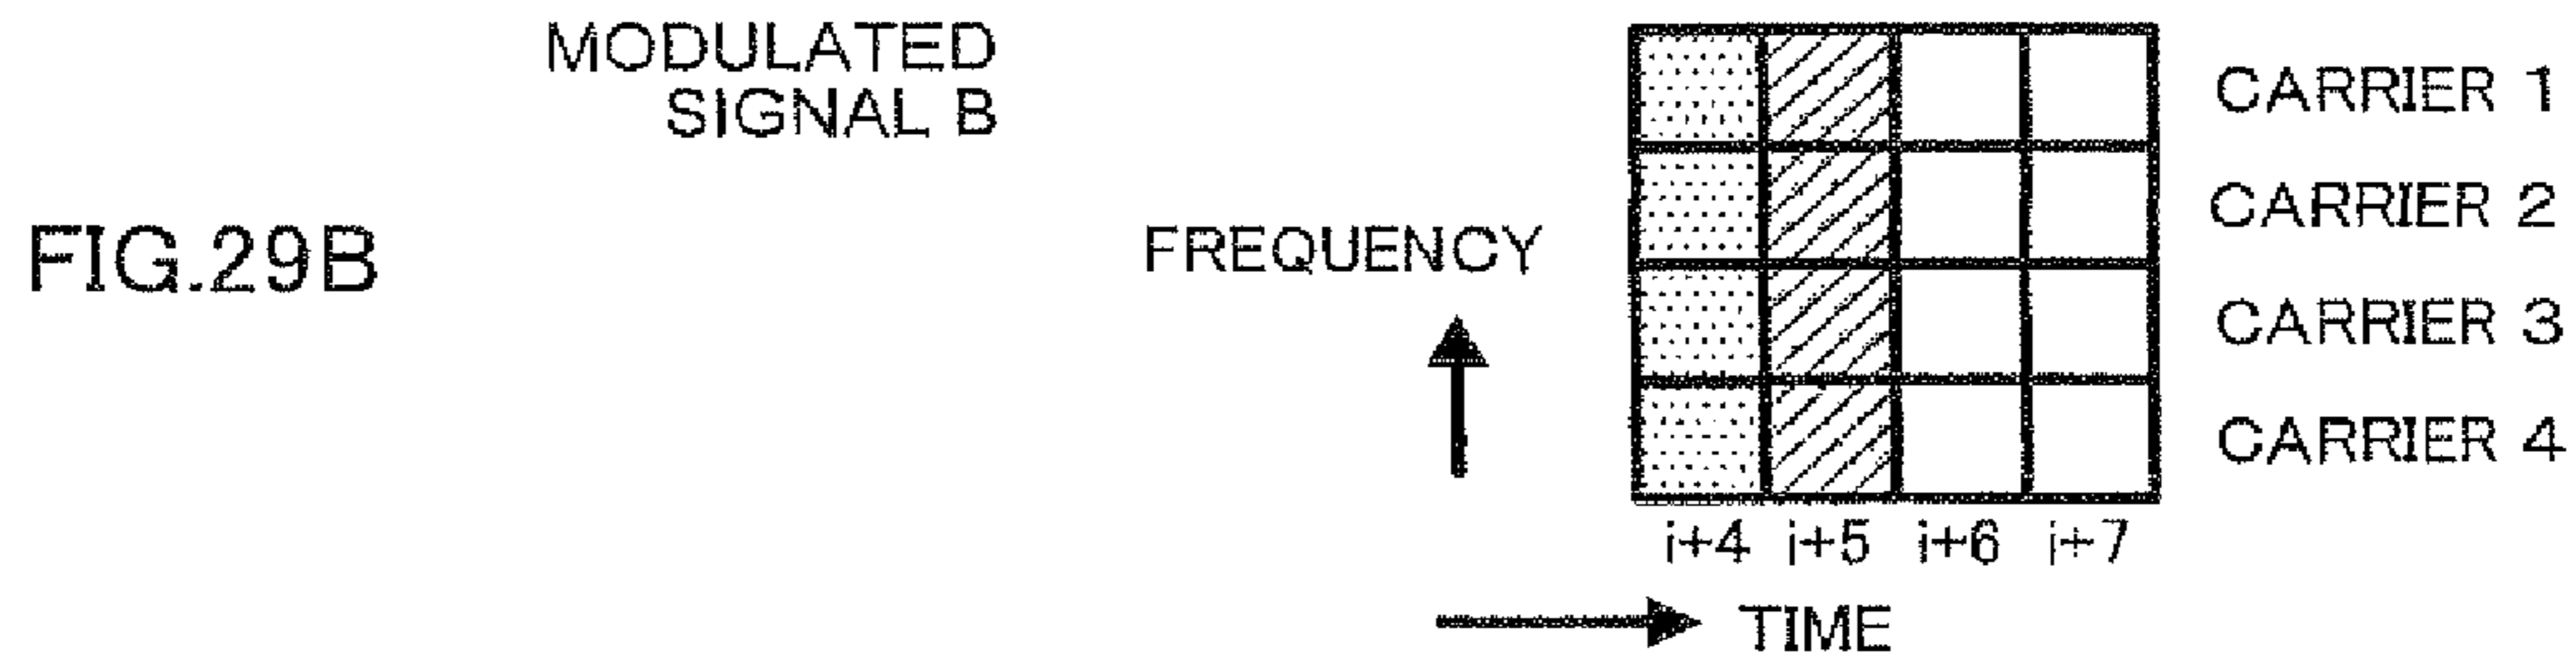 MODULATED
SIGNAL B
FIG.29B
FREQUENCY
CARRIER 1
CARRIER 2
CARRIER 3
CARRIER 4
i+4 i+5 i+6 i+7
TIME